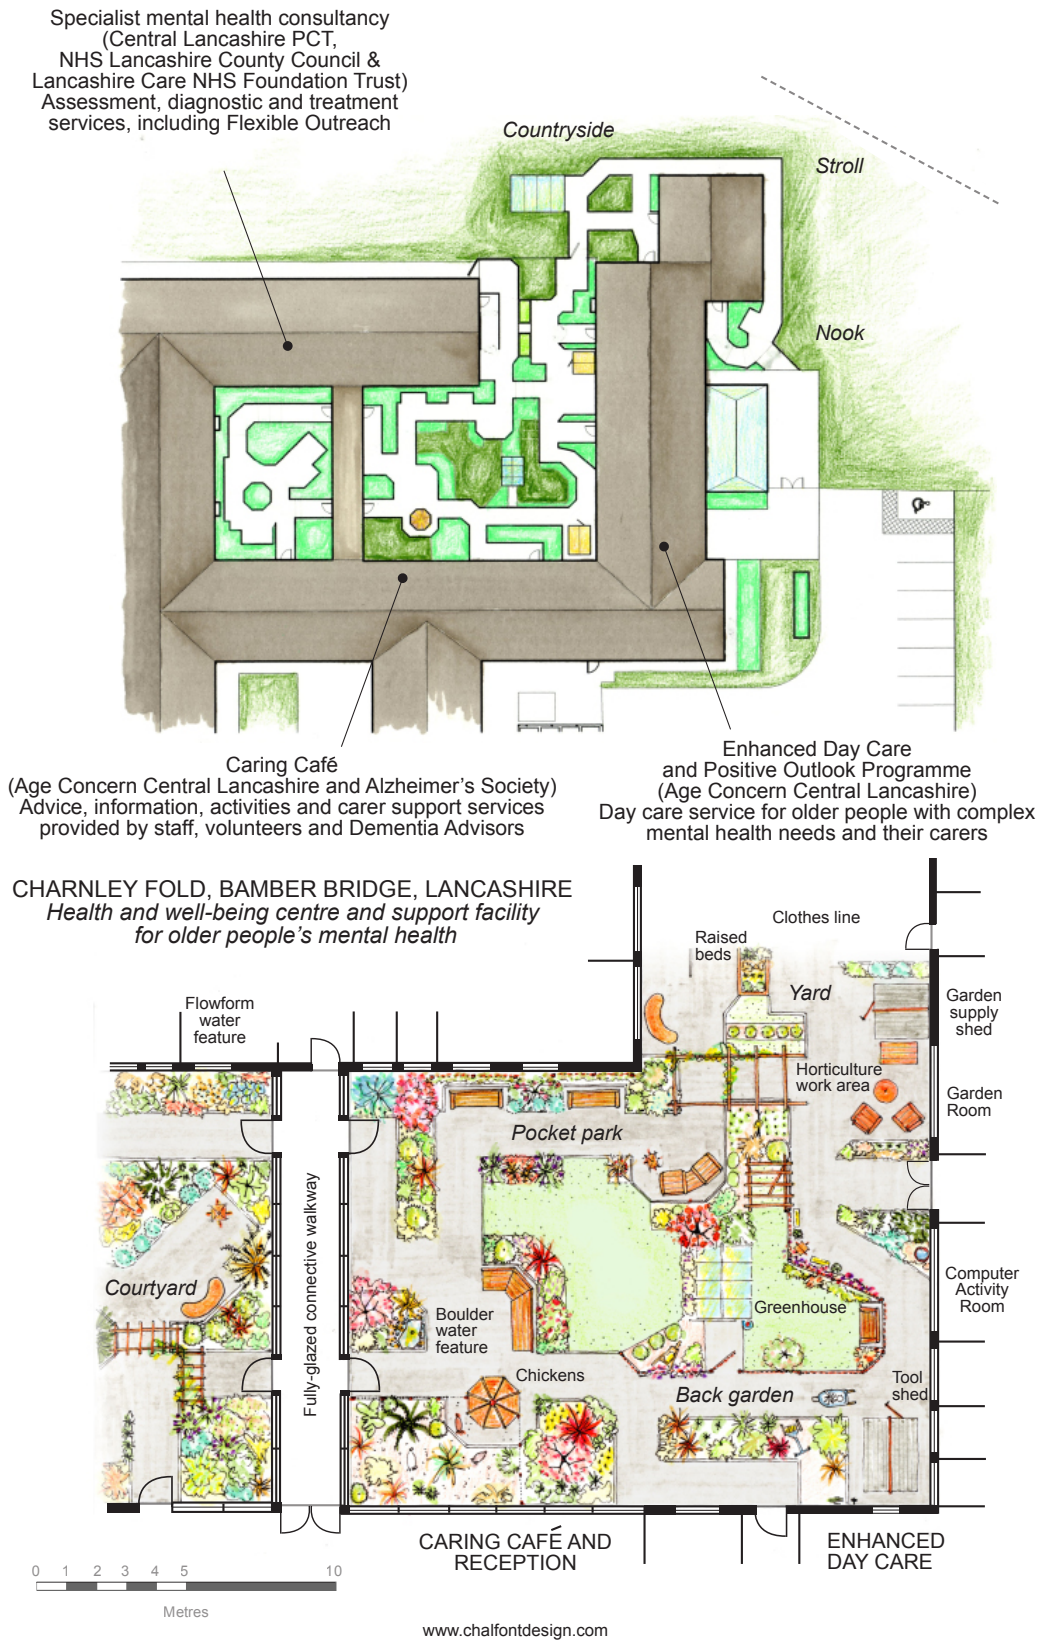 Specialist mental health consultancy
(Central Lancashire PCT,
NHS Lancashire County Council &
Lancashire Care NHS Foundation Trust)
Assessment, diagnostic and treatment
services, including Flexible Outreach
Countryside
Stroll
Nook
Caring Café
(Age Concern Central Lancashire and Alzheimer's Society)
Advice, information, activities and carer support services
provided by staff, volunteers and Dementia Advisors
Enhanced Day Care
and Positive Outlook Programme
(Age Concern Central Lancashire)
Day care service for older people with complex
mental health needs and their carers
CHARNLEY FOLD, BAMBER BRIDGE, LANCASHIRE
Health and well-being centre and support facility
for older people's mental health
Clothes line
Raised
beds
Yard
Flowform
water
feature
Garden
supply
shed
Horticulture
work area
Garden
Room
Pocket park
Fully-glazed connective walkway
Courtyard
Computer
Activity
Room
Greenhouse
Boulder
water
feature
Chickens
Back garden
Tool
shed
CARING CAFÉ AND
RECEPTION
ENHANCED
DAY CARE
0 1 2 3 4 5 10
Metres
www.chalfontdesign.com